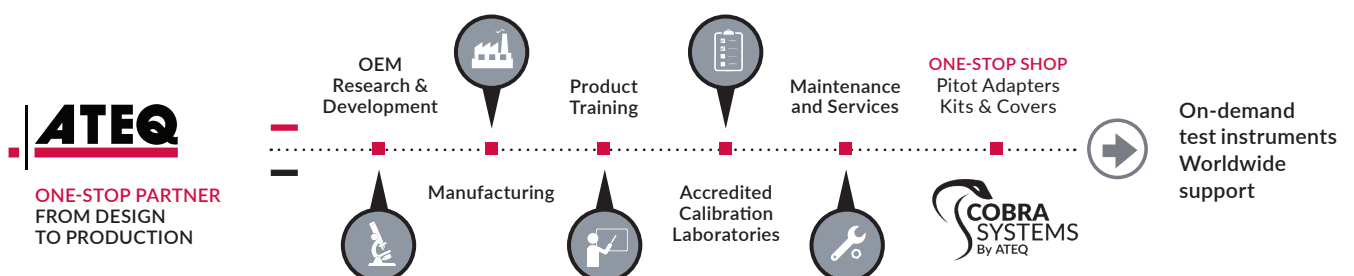 ATEQ
ONE-STOP PARTNER
FROM DESIGN
TO PRODUCTION
OEM
Research &
Development
Manufacturing
Product
Training
Accredited
Calibration
Laboratories
Maintenance
and Services
ONE-STOP SHOP
Pitot Adapters
Kits & Covers
COBRA
SYSTEMS
By ATEQ
On-demand
test instruments
Worldwide
support